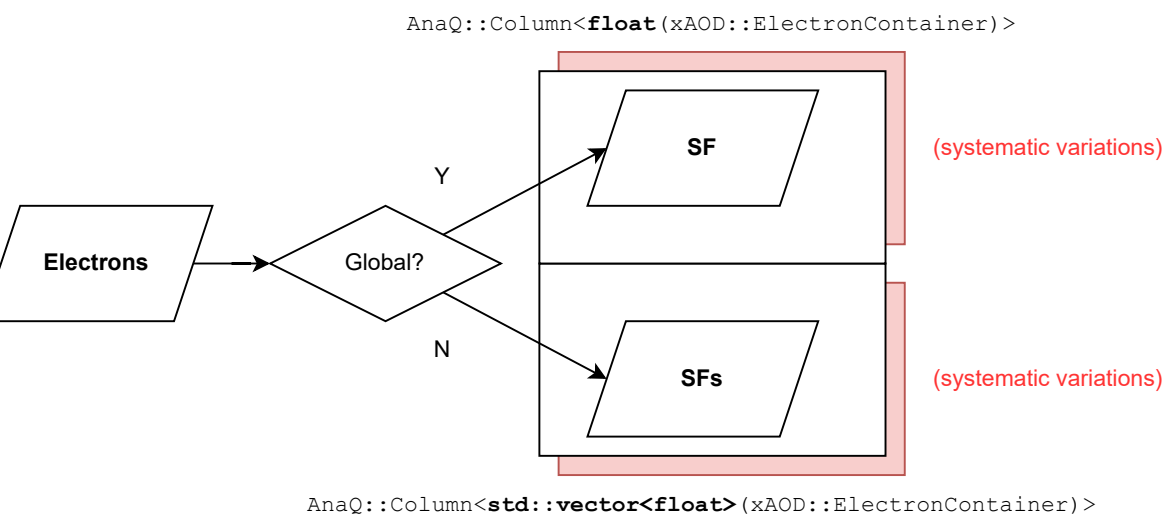 AnaQ::Column<float(xAOD::ElectronContainer)>
SF
(systematic variations)
Y
Electrons
Global?
N
SFs
(systematic variations)
AnaQ::Column<std::vector<float>(xAOD::ElectronContainer)>